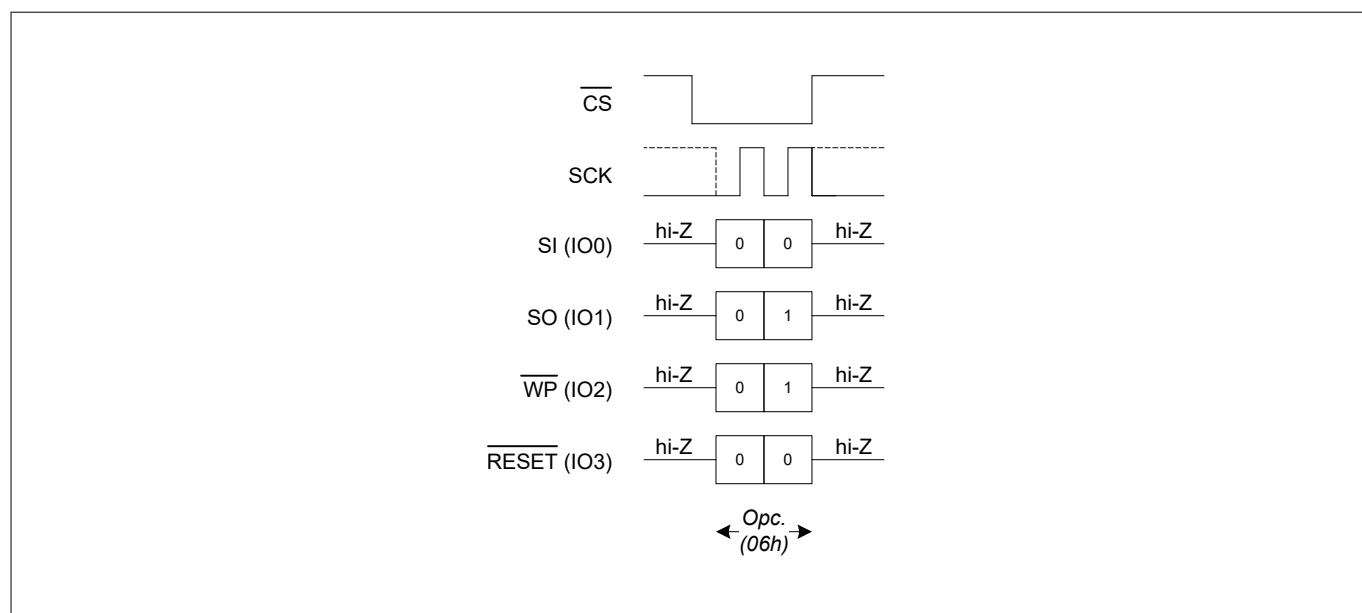 CS
SCK
hi-Z hi-Z
SI (IO0) 0 0
hi-Z hi-Z
SO (IO1) 0 1
hi-Z hi-Z
WP (IO2) 0 1
hi-Z hi-Z
RESET (IO3) 0 0
Opc.
(06h)